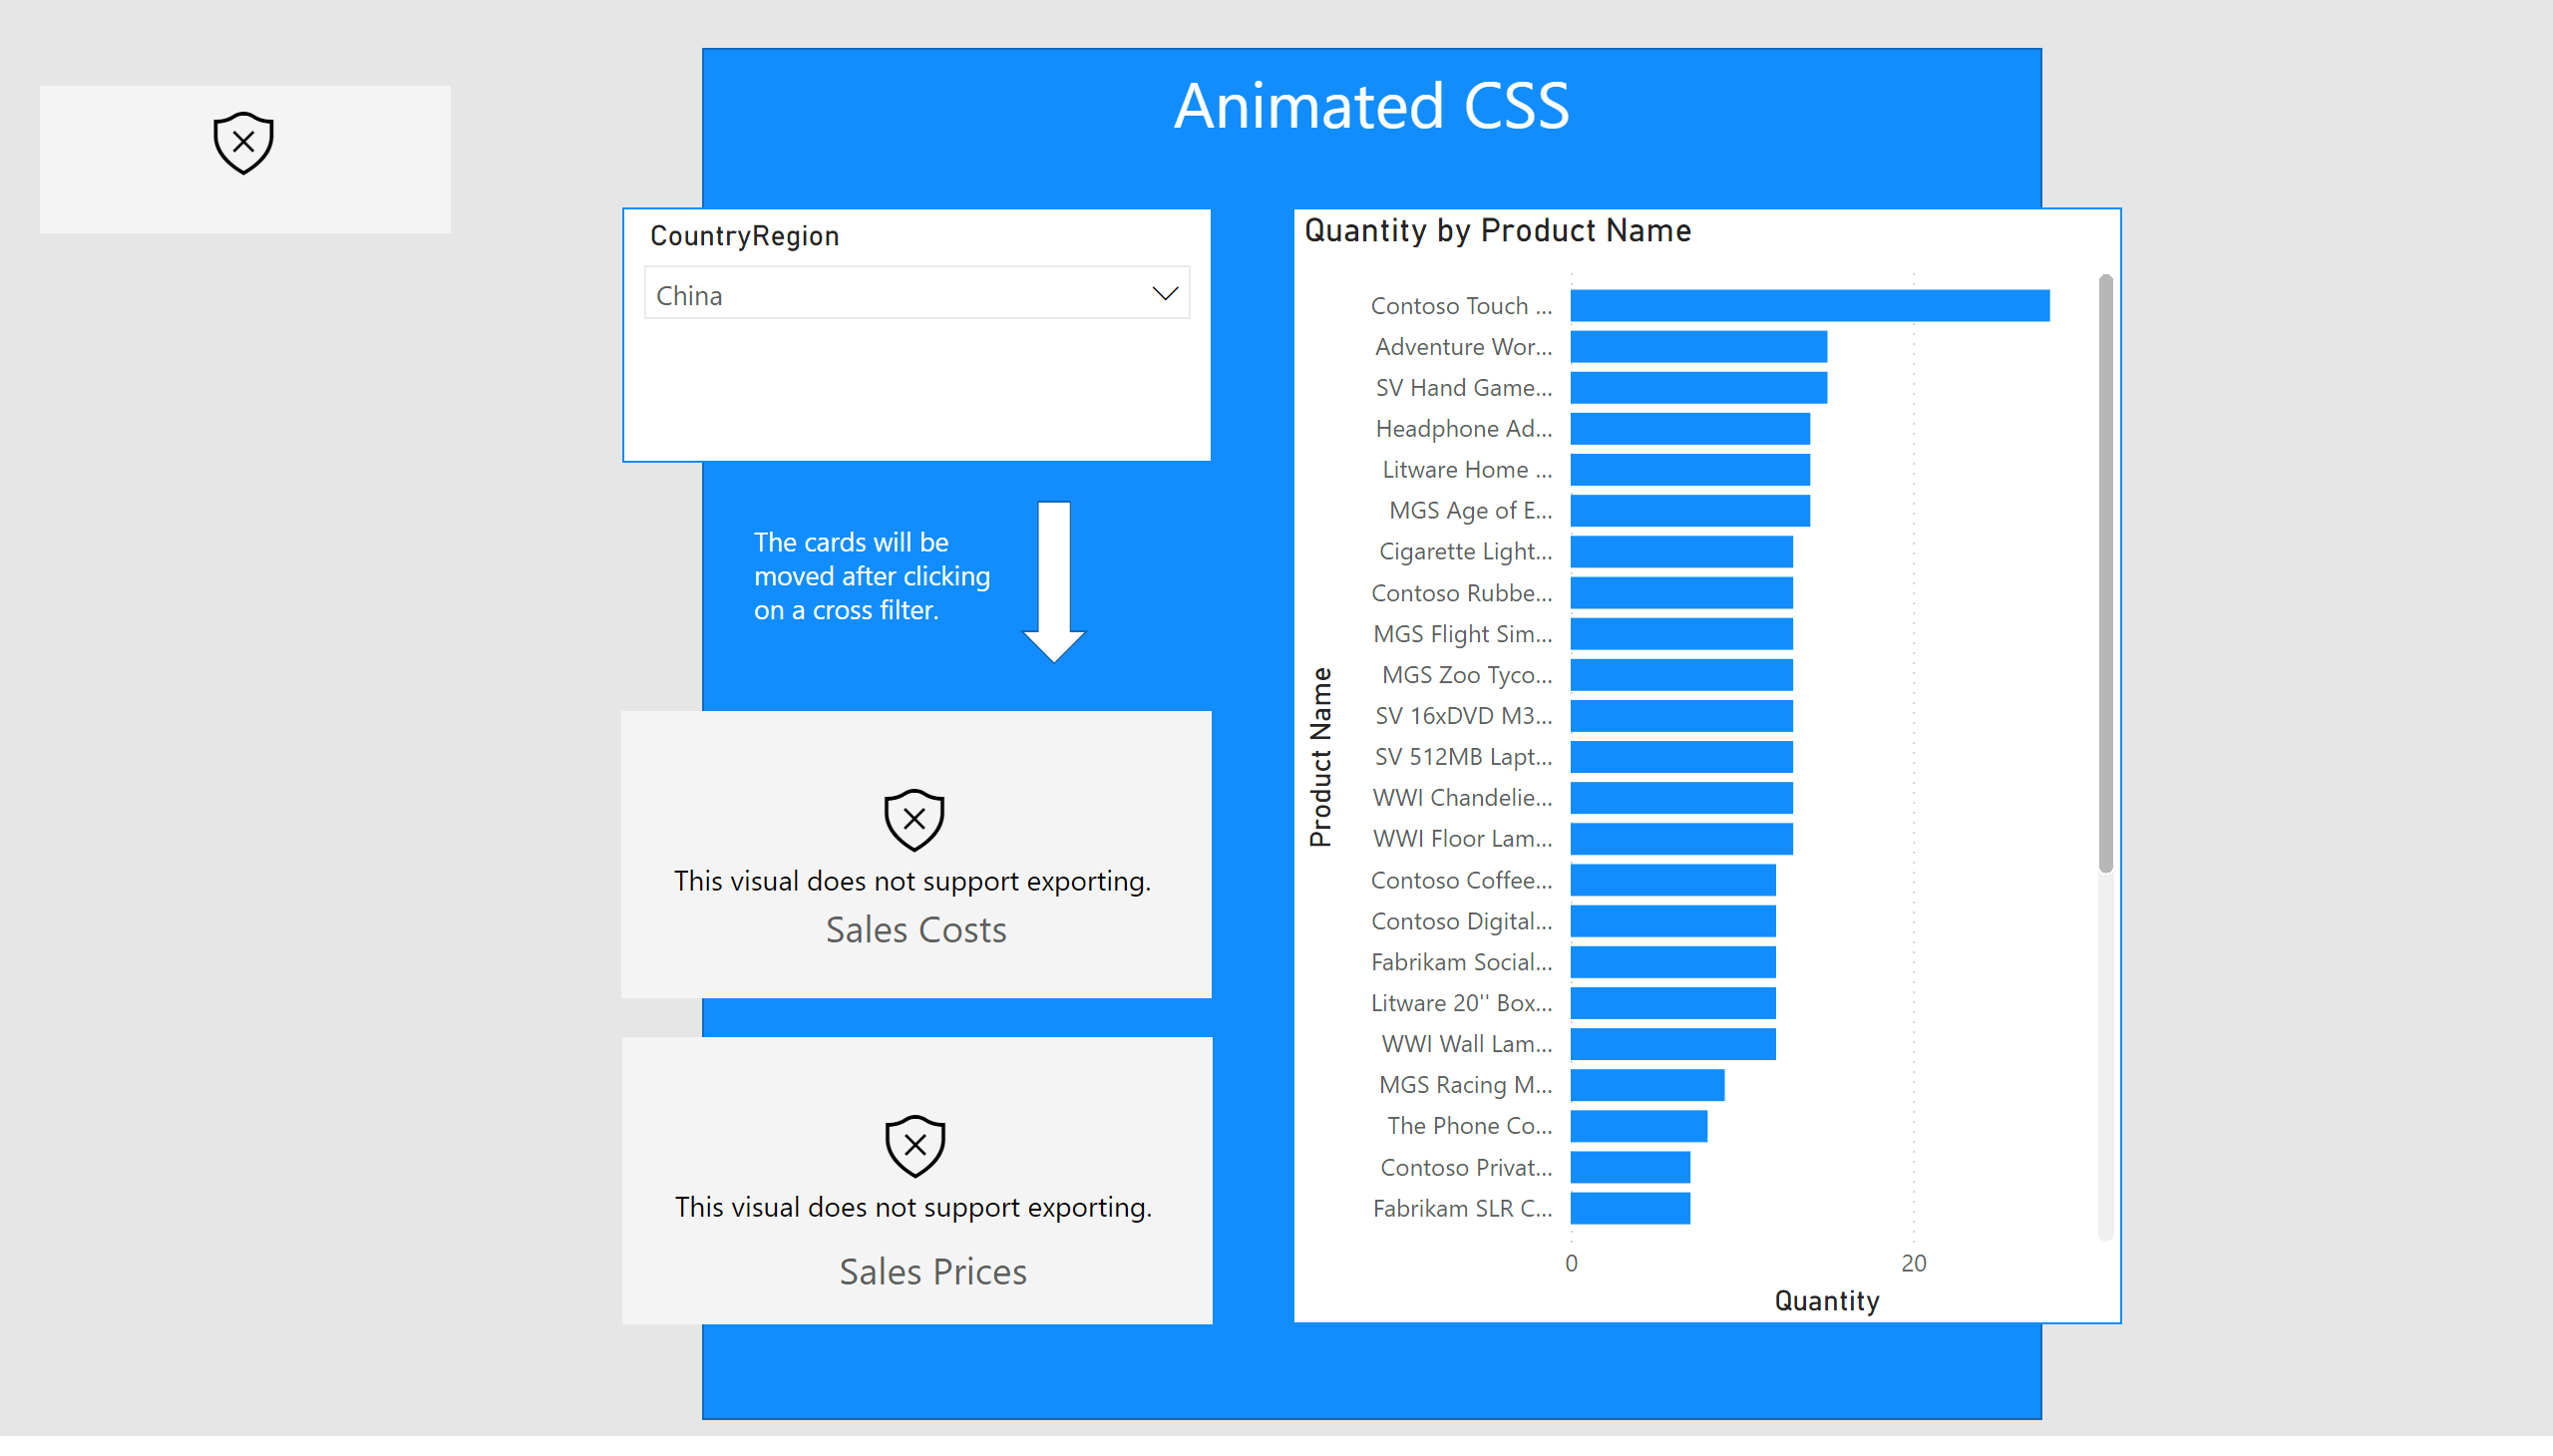 Animated CSS
CountryRegion
China
The cards will be
moved after clicking
on a cross filter.
This visual does not support exporting.
Sales Costs
This visual does not support exporting.
Sales Prices
Quantity by Product Name
Product Name
Contoso Touch ...
Adventure Wor...
SV Hand Game...
Headphone Ad...
Litware Home ...
MGS Age of E...
Cigarette Light...
Contoso Rubbe...
MGS Flight Sim...
MGS Zoo Tyco...
SV 16xDVD M3...
SV 512MB Lapt...
WWI Chandelie...
WWI Floor Lam...
Contoso Coffee...
Contoso Digital...
Fabrikam Social...
Litware 20'' Box...
WWI Wall Lam...
MGS Racing M...
The Phone Co...
Contoso Privat...
Fabrikam SLR C...
0 20
Quantity